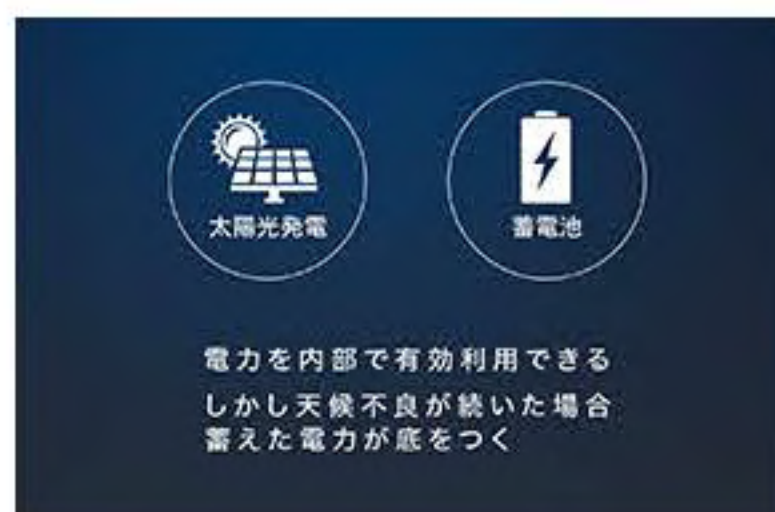 太陽光発電
蓄電池
電力を内部で有効利用できる
しかし天候不良が続いた場合
蓄えた電力が底をつく